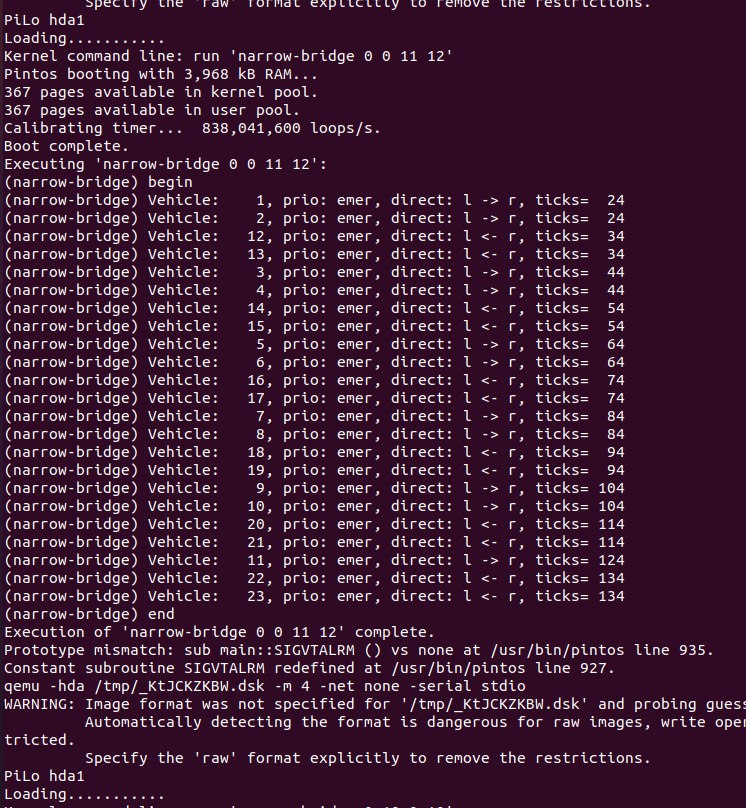 Specify the 'raw' format explicitly to remove the restrictions.
PiLo hda1
Loading...........
Kernel command line: run 'narrow-bridge 0 0 11 12'
Pintos booting with 3,968 kB RAM...
367 pages available in kernel pool.
367 pages available in user pool.
Calibrating timer...  838,041,600 loops/s.
Boot complete.
Executing 'narrow-bridge 0 0 11 12':
(narrow-bridge) begin
(narrow-bridge) Vehicle:    1, prio: emer, direct: l -> r, ticks=  24
(narrow-bridge) Vehicle:    2, prio: emer, direct: l -> r, ticks=  24
(narrow-bridge) Vehicle:   12, prio: emer, direct: l <- r, ticks=  34
(narrow-bridge) Vehicle:   13, prio: emer, direct: l <- r, ticks=  34
(narrow-bridge) Vehicle:    3, prio: emer, direct: l -> r, ticks=  44
(narrow-bridge) Vehicle:    4, prio: emer, direct: l -> r, ticks=  44
(narrow-bridge) Vehicle:   14, prio: emer, direct: l <- r, ticks=  54
(narrow-bridge) Vehicle:   15, prio: emer, direct: l <- r, ticks=  54
(narrow-bridge) Vehicle:    5, prio: emer, direct: l -> r, ticks=  64
(narrow-bridge) Vehicle:    6, prio: emer, direct: l -> r, ticks=  64
(narrow-bridge) Vehicle:   16, prio: emer, direct: l <- r, ticks=  74
(narrow-bridge) Vehicle:   17, prio: emer, direct: l <- r, ticks=  74
(narrow-bridge) Vehicle:    7, prio: emer, direct: l -> r, ticks=  84
(narrow-bridge) Vehicle:    8, prio: emer, direct: l -> r, ticks=  84
(narrow-bridge) Vehicle:   18, prio: emer, direct: l <- r, ticks=  94
(narrow-bridge) Vehicle:   19, prio: emer, direct: l <- r, ticks=  94
(narrow-bridge) Vehicle:    9, prio: emer, direct: l -> r, ticks= 104
(narrow-bridge) Vehicle:   10, prio: emer, direct: l -> r, ticks= 104
(narrow-bridge) Vehicle:   20, prio: emer, direct: l <- r, ticks= 114
(narrow-bridge) Vehicle:   21, prio: emer, direct: l <- r, ticks= 114
(narrow-bridge) Vehicle:   11, prio: emer, direct: l -> r, ticks= 124
(narrow-bridge) Vehicle:   22, prio: emer, direct: l <- r, ticks= 134
(narrow-bridge) Vehicle:   23, prio: emer, direct: l <- r, ticks= 134
(narrow-bridge) end
Execution of 'narrow-bridge 0 0 11 12' complete.
Prototype mismatch: sub main::SIGVTALRM () vs none at /usr/bin/pintos line 935.
Constant subroutine SIGVTALRM redefined at /usr/bin/pintos line 927.
qemu -hda /tmp/_KtJCKZKBW.dsk -m 4 -net none -serial stdio
WARNING: Image format was not specified for '/tmp/_KtJCKZKBW.dsk' and probing guess
        Automatically detecting the format is dangerous for raw images, write oper
tricted.
        Specify the 'raw' format explicitly to remove the restrictions.
PiLo hda1
Loading...........